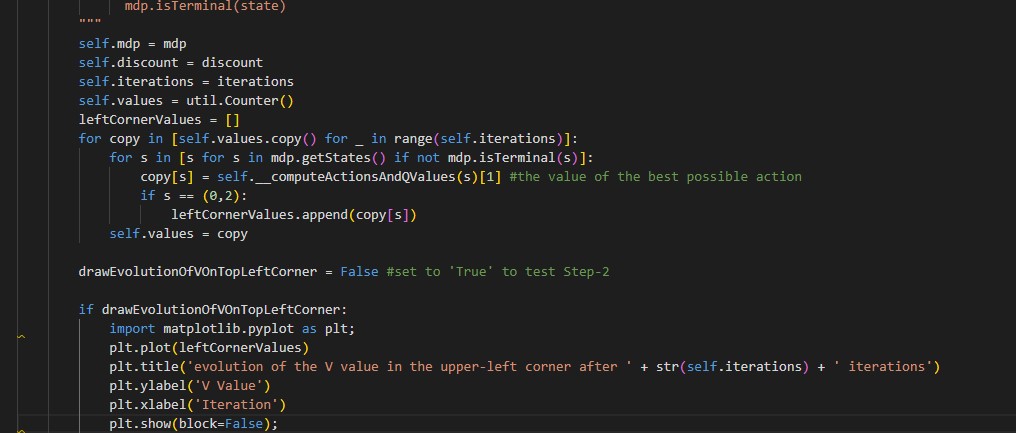 mdp.isTerminal(state)
"""
self.mdp = mdp
self.discount = discount
self.iterations = iterations
self.values = util.Counter()
leftCornerValues = []
for copy in [self.values.copy() for _ in range(self.iterations)]:
for s in [s for s in mdp.getStates() if not mdp.isTerminal(s)]:
copy[s] = self.__computeActionsAndQValues(s)[1] #the value of the best possible action
if s == (0,2):
leftCornerValues.append(copy[s])
self.values = copy
drawEvolutionOfVOnTopLeftCorner = False #set to 'True' to test Step-2
if drawEvolutionOfVOnTopLeftCorner:
import matplotlib.pyplot as plt;
plt.plot(leftCornerValues)
plt.title('evolution of the V value in the upper-left corner after ' + str(self.iterations) + ' iterations')
plt.ylabel('V Value')
plt.xlabel('Iteration')
plt.show(block=False);